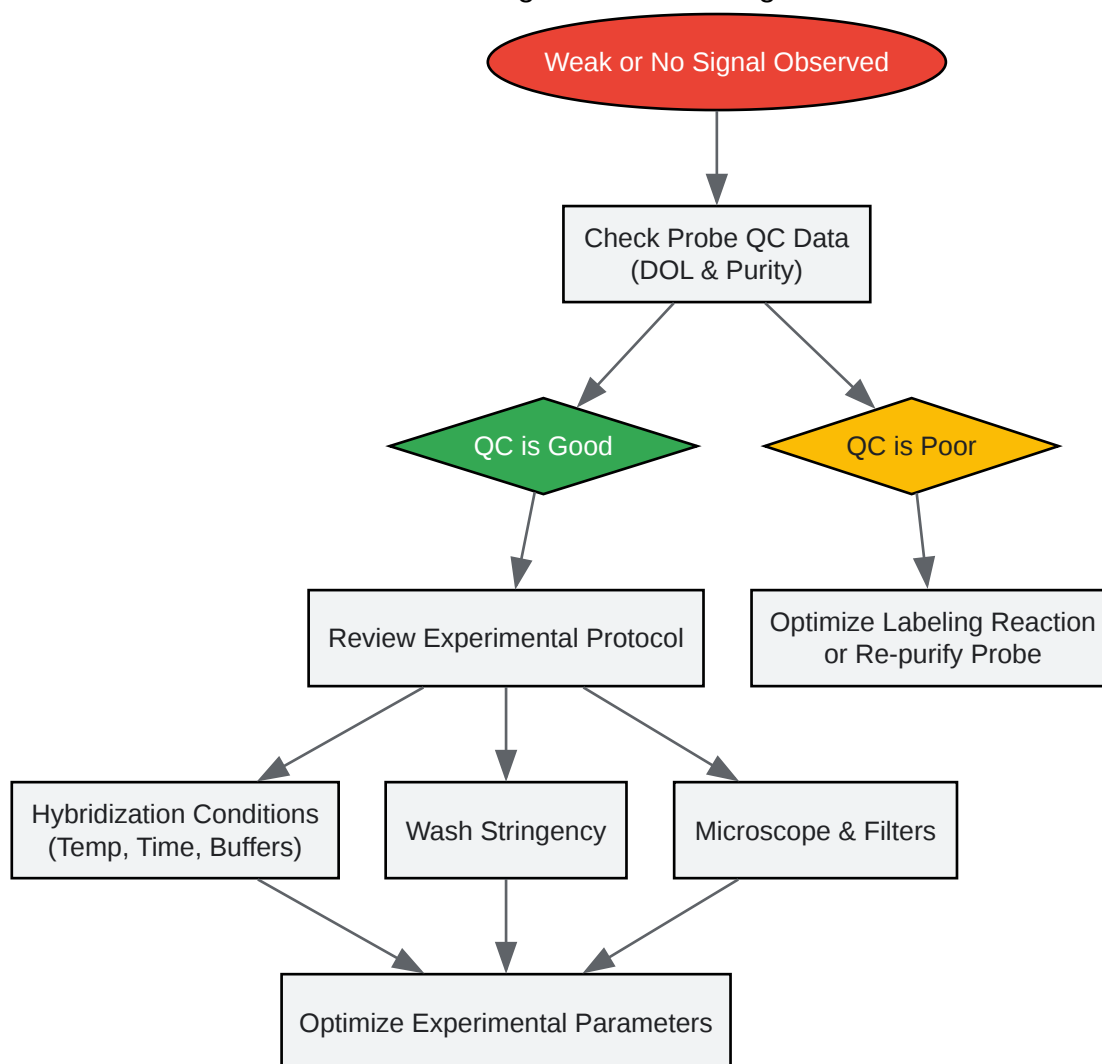 Weak or No Signal Observed
Check Probe QC Data
(DOL & Purity)
QC is Good
QC is Poor
Review Experimental Protocol
Optimize Labeling Reaction
or Re-purify Probe
Hybridization Conditions
(Temp, Time, Buffers)
Wash Stringency
Microscope & Filters
Optimize Experimental Parameters